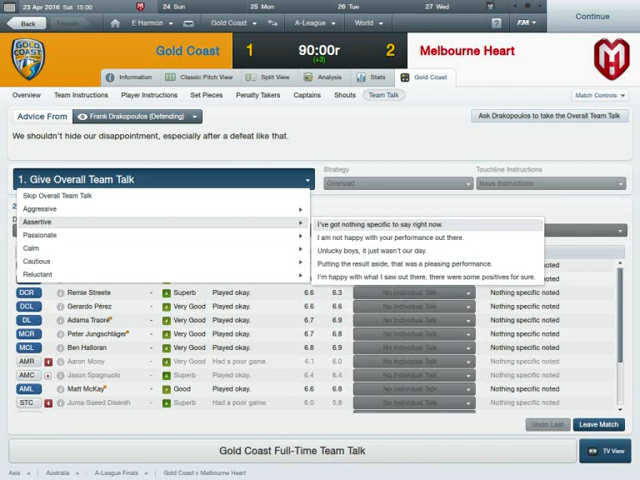 23 Apr 2016 Sat 15:00
24 Sun
25 Mon
26 Tue
27 Wed
Back
Forward
E Harmon
Gold Coast
A-League
World
?
FM
Continue
GOLD COAST
Gold Coast
1
90:00r
(+3)
2
Melbourne Heart
Information
Classic Pitch View
Split View
Analysis
Stats
Gold Coast
Overview
Team Instructions
Player Instructions
Set Pieces
Penalty Takers
Captains
Shouts
Team Talk
Match Controls
Advice From
Frank Drakopoulos (Defending)
Ask Drakopoulos to take the Overall Team Talk
We shouldn't hide our disappointment, especially after a defeat like that.
1. Give Overall Team Talk
Strategy
Overload
Touchline Instructions
Issue Instructions
Skip Overall Team Talk
Aggressive
Assertive
Passionate
Calm
Cautious
Reluctant
I've got nothing specific to say right now.
I am not happy with your performance out there.
Unlucky boys, it just wasn't our day.
Putting the result aside, that was a pleasing performance.
I'm happy with what I saw out there, there were some positives for sure.
DCR Remie Streete - Superb Played okay. 6.6 6.3 No Individual Talk Nothing specific noted
DCL Gerardo Pérez - Very Good Played okay. 6.6 6.9 No Individual Talk Nothing specific noted
DL Adama Traore - Very Good Played okay. 6.7 6.9 No Individual Talk Nothing specific noted
MCR Peter Jungschläger - Very Good Played okay. 6.7 6.8 No Individual Talk Nothing specific noted
MCL Ben Halloran - Very Good Played okay. 6.6 6.9 No Individual Talk Nothing specific noted
AMR Aaron Mooy - Very Good Had a poor game. 6.1 6.0 No Individual Talk Nothing specific noted
AMC Jason Spagnuolo - Very Good Had a poor game. No Individual Talk Nothing specific noted
AML Matt McKay - Good Played okay. 6.6 6.8 No Individual Talk Nothing specific noted
STC Juma Saeed - Superb Had a poor game. 6.0 No Individual Talk Nothing specific noted
Undo Last
Leave Match
Gold Coast Full-Time Team Talk
TV View
Asia
Australia
A-League Finals
Gold Coast v Melbourne Heart